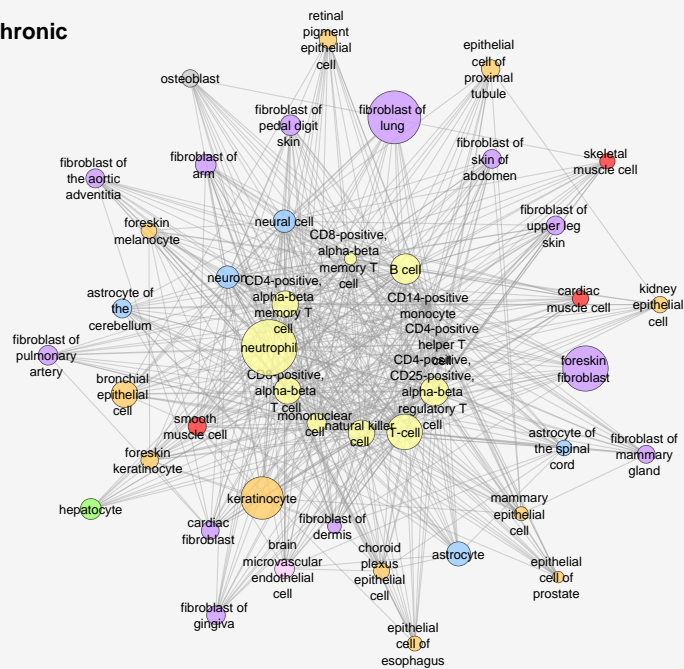 hronic
retinal
pigment
epithelial
cell
epithelial
cell of
proximal
tubule
osteoblast
fibroblast of
pedal digit
skin
fibroblast of
lung
fibroblast of
the aortic
adventitia
fibroblast of
arm
fibroblast of
skin of
abdomen
skeletal
muscle cell
foreskin
melanocyte
neural cell
CD8-positive,
alpha-beta
memory T
cell
B cell
fibroblast of
upper leg
skin
neuron
CD4-positive,
alpha-beta
memory T
cell
CD14-positive
monocyte
cardiac
muscle cell
kidney
epithelial
cell
astrocyte of
the
cerebellum
CD4-positive
helper T
cell
fibroblast of
pulmonary
artery
neutrophil
CD4-positive,
CD25-positive,
alpha-beta
regulatory T
cell
foreskin
fibroblast
bronchial
epithelial
cell
CD8-positive,
alpha-beta
T cell
smooth
muscle cell
mononuclear
cell
natural killer
cell
T-cell
astrocyte of
the spinal
cord
fibroblast of
mammary
gland
foreskin
keratinocyte
hepatocyte
keratinocyte
mammary
epithelial
cell
cardiac
fibroblast
fibroblast of
dermis
brain
microvascular
endothelial
cell
choroid
plexus
epithelial
cell
astrocyte
epithelial
cell of
prostate
fibroblast of
gingiva
epithelial
cell of
esophagus